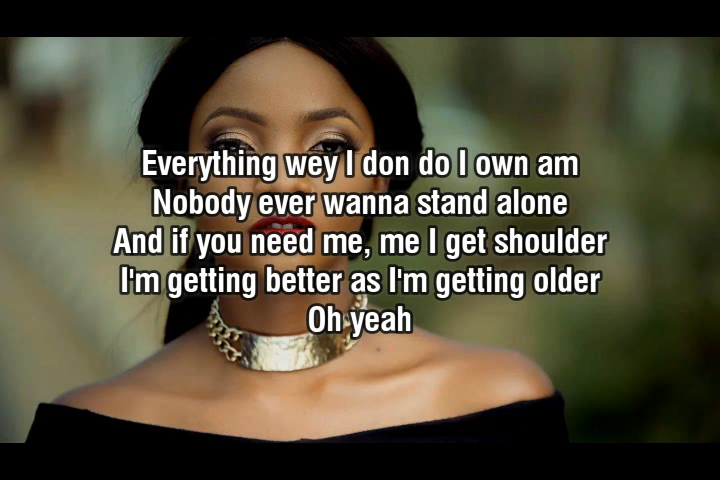 Everything wey I don do I own am
Nobody ever wanna stand alone
And if you need me, me I get shoulder
I'm getting better as I'm getting older
Oh yeah